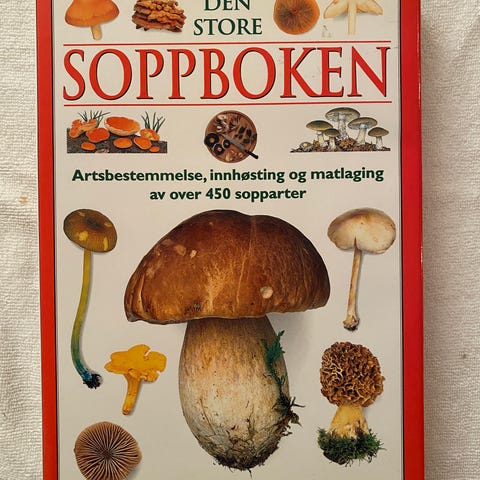 DEN
STORE
SOPPBOKEN
Artsbestemmelse, innhøsting og matlaging
av over 450 sopparter